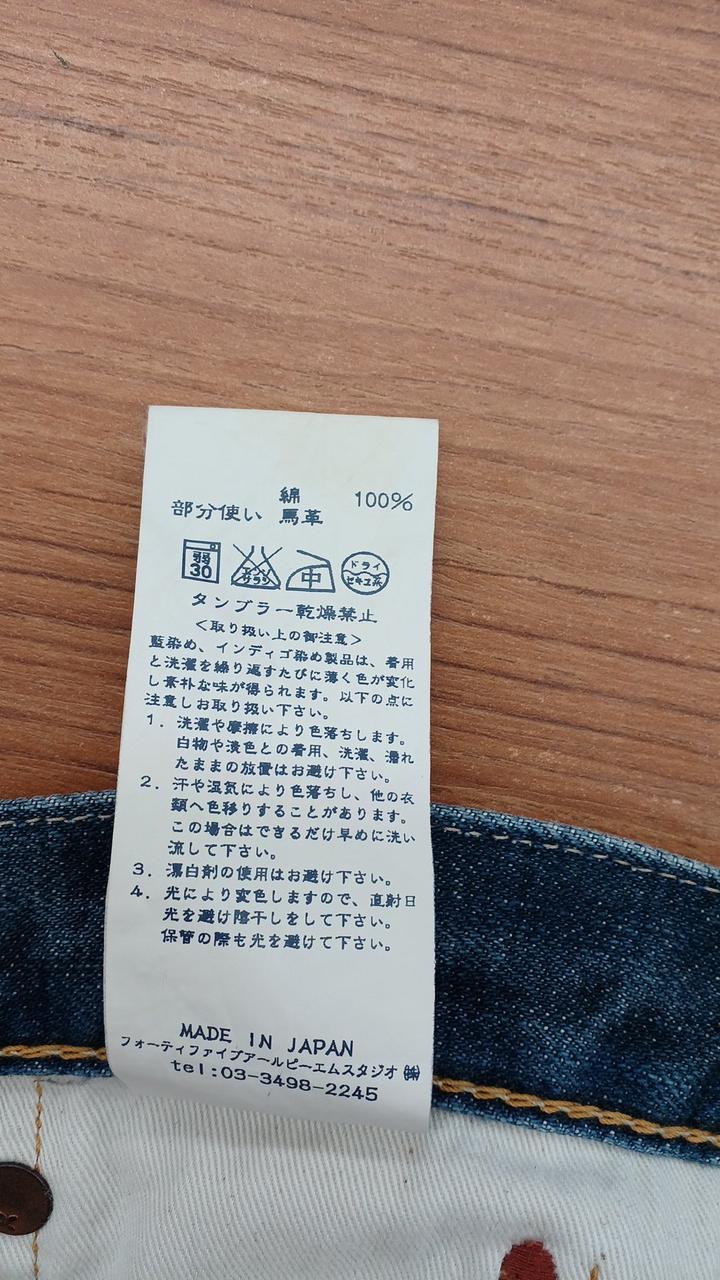 綿 100%
部分使い 馬革
弱 30 エンソ サラシ 中 ドライ セキユ系
タンブラー乾燥禁止
<取り扱い上の御注意>
藍染め、インディゴ染め製品は、着用
と洗濯を繰り返すたびに薄く色が変化
し素朴な味が得られます。以下の点に
注意しお取り扱い下さい。
1. 洗濯や摩擦により色落ちします。
白物や淡色との着用、洗濯、濡れ
たままの放置はお避け下さい。
2. 汗や湿気により色落ちし、他の衣
類へ色移りすることがあります。
この場合はできるだけ早めに洗い
流して下さい。
3. 漂白剤の使用はお避け下さい。
4. 光により変色しますので、直射日
光を避け陰干しをして下さい。
保管の際も光を避けて下さい。
MADE IN JAPAN
フォーティファイブアールピーエムスタジオ㈱
tel:03-3498-2245